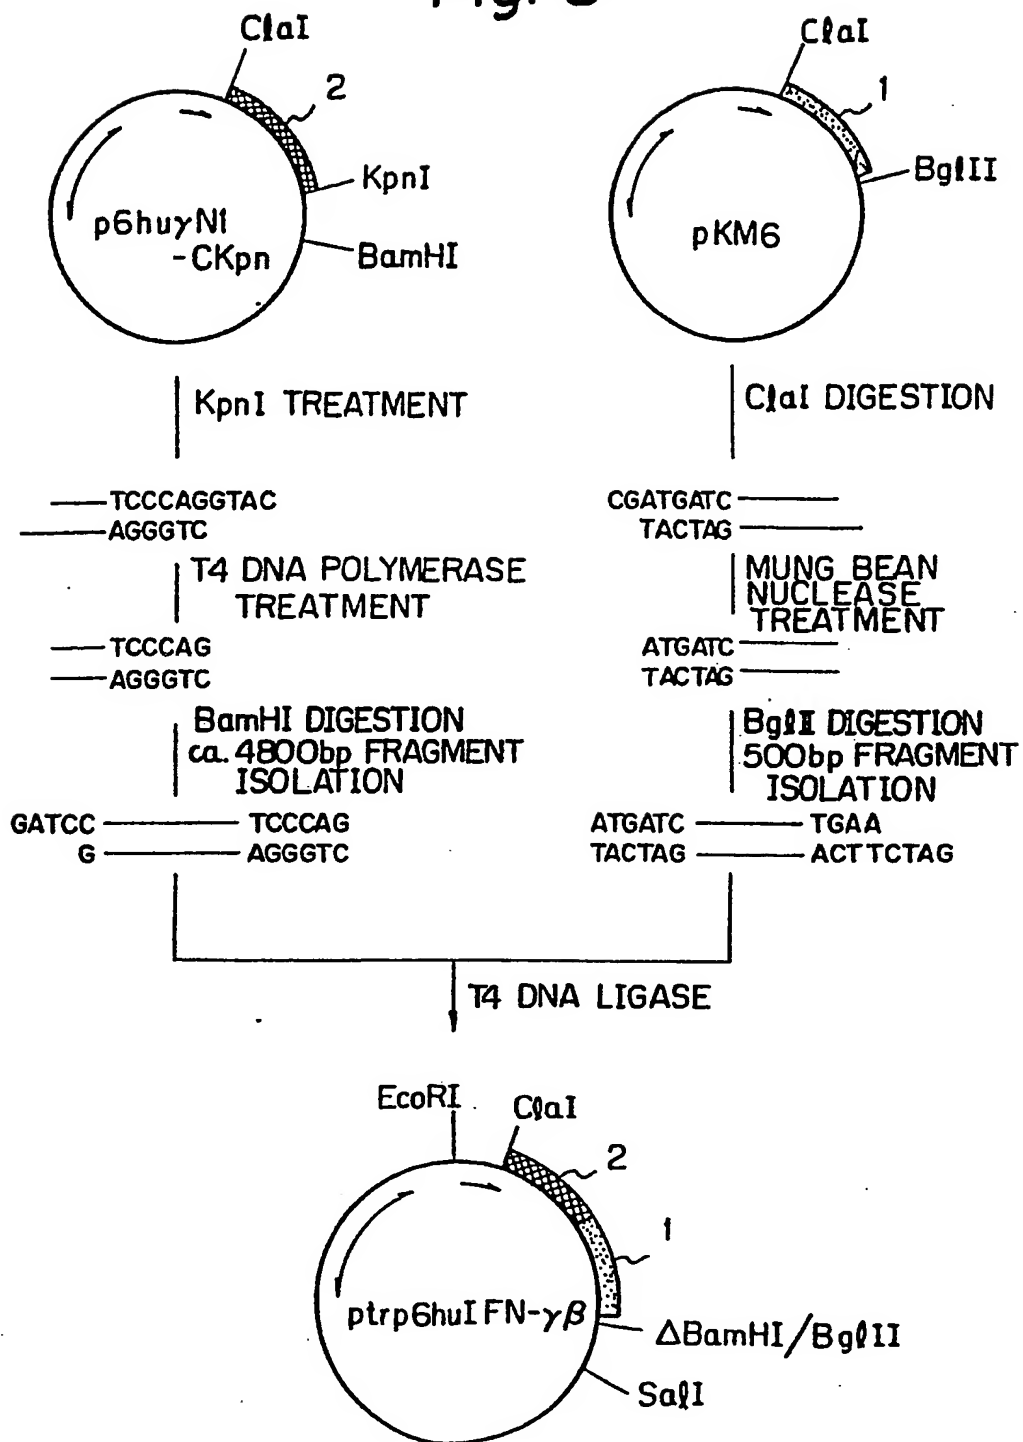 ClaI
2
KpnI
BamHI
p6huγN1
-CKpn
ClaI
1
BglII
pKM6
KpnI TREATMENT
ClaI DIGESTION
TCCCAGGTAC
AGGGTC
CGATGATC
TACTAG
T4 DNA POLYMERASE
TREATMENT
MUNG BEAN
NUCLEASE
TREATMENT
TCCCAG
AGGGTC
ATGATC
TACTAG
BamHI DIGESTION
ca. 4800bp FRAGMENT
ISOLATION
BglII DIGESTION
500bp FRAGMENT
ISOLATION
GATCC TCCCAG
G AGGGTC
ATGATC TGAA
TACTAG ACTTCTAG
T4 DNA LIGASE
EcoRI
ClaI
2
1
ptrp6huIFN-γβ
ΔBamHI/BglII
SalI